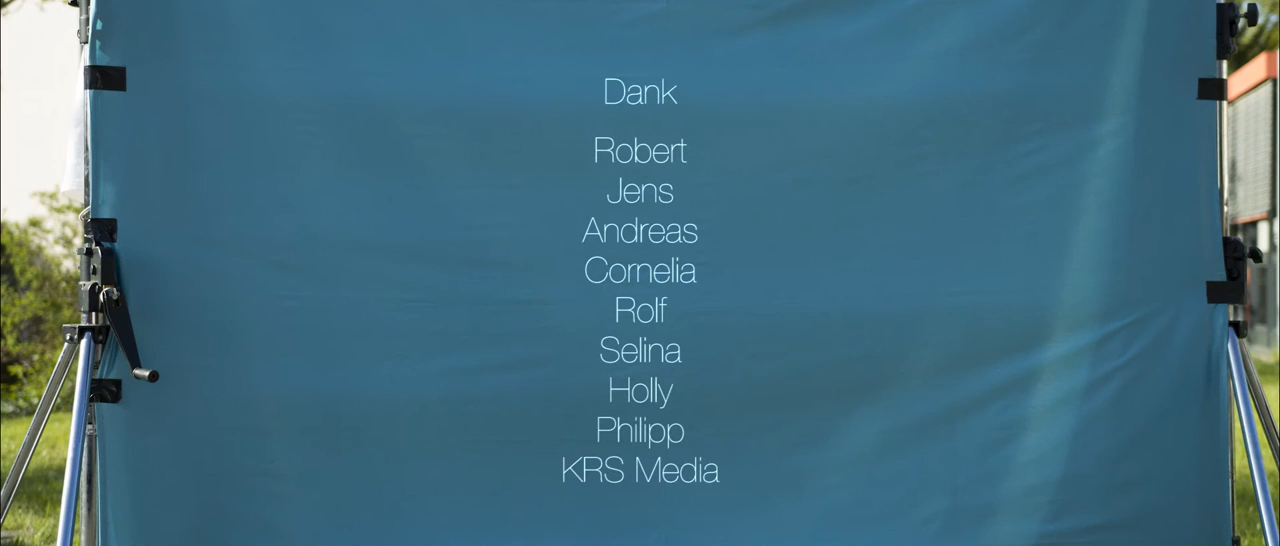 Dank
Robert
Jens
Andreas
Cornelia
Rolf
Selina
Holly
Philipp
KRS Media